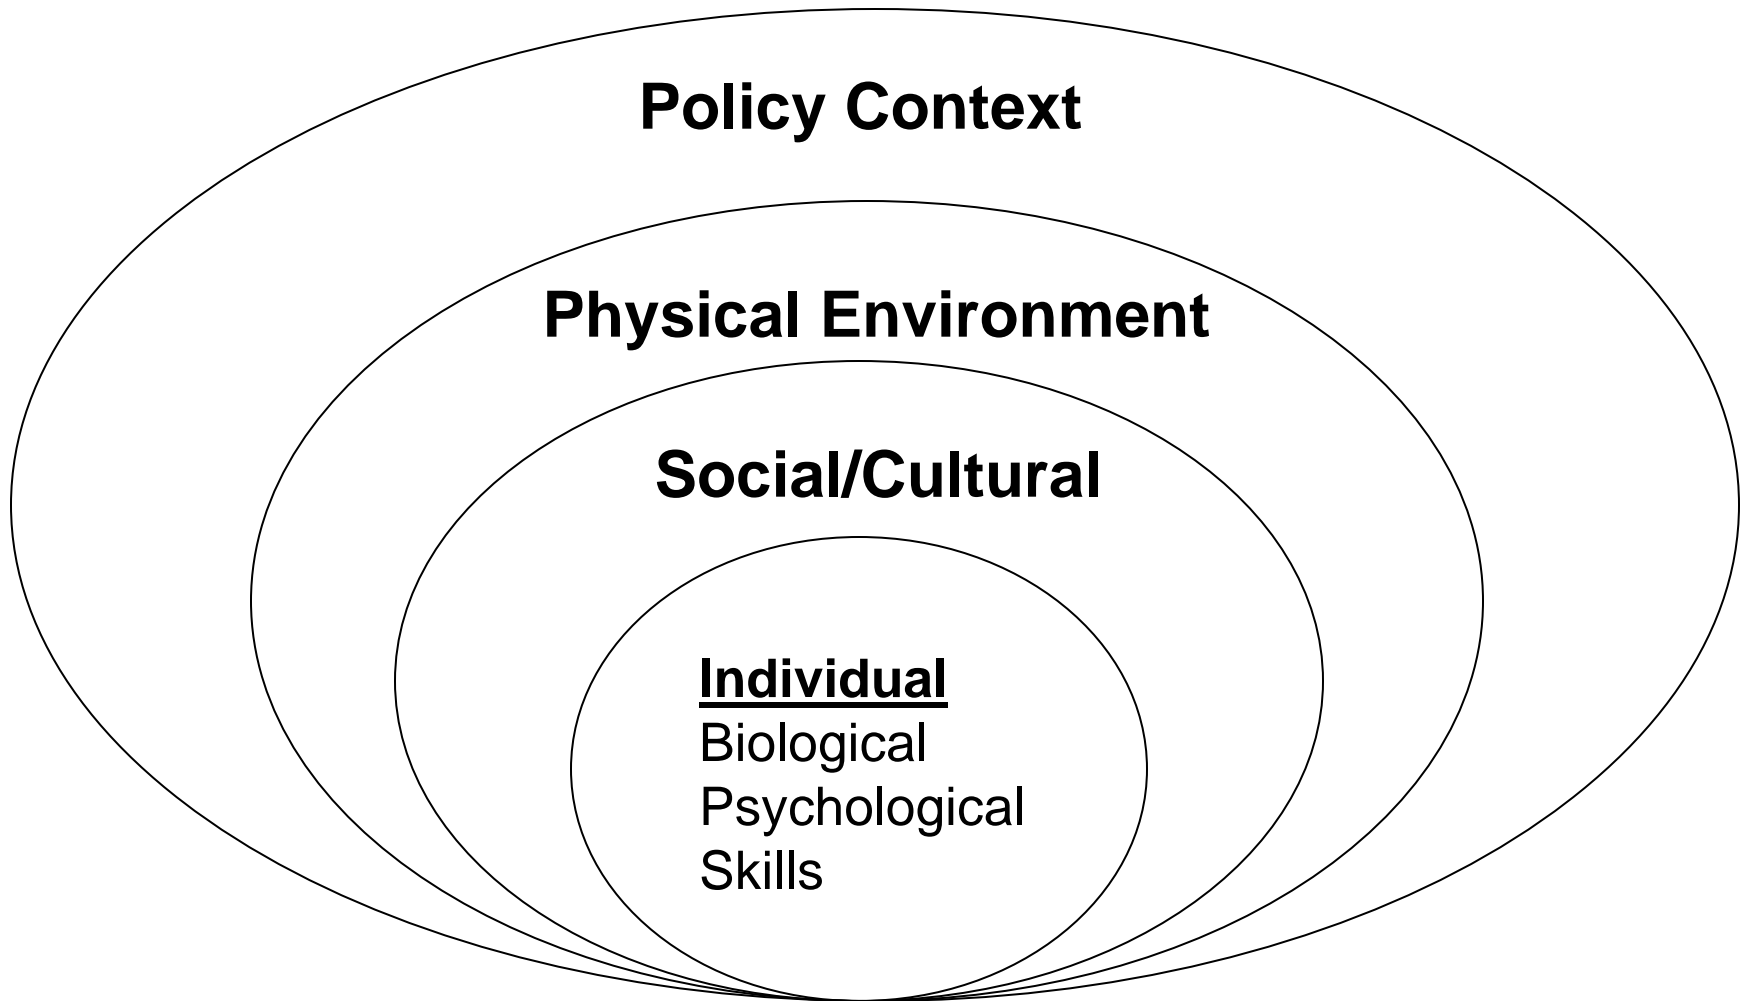 Policy Context
Physical Environment
Social/Cultural
Individual
Biological
Psychological
Skills